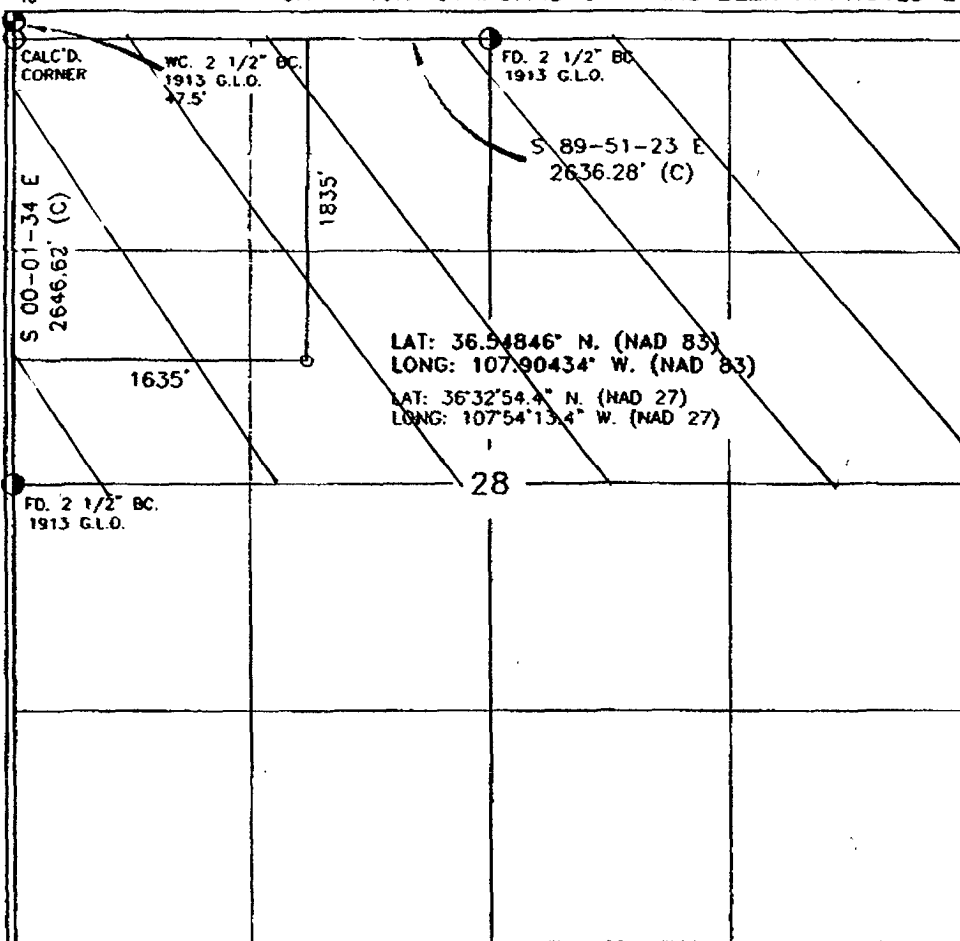 CALC'D.
CORNER
WC. 2 1/2" BC.
1913 G.L.O.
47.5'
FD. 2 1/2" BC
1913 G.L.O.
S 89-51-23 E
2636.28' (C)
1835'
S 00-01-34 E
2646.62' (C)
LAT: 36.54846° N. (NAD 83)
LONG: 107.90434° W. (NAD 83)
LAT: 36°32'54.4" N. (NAD 27)
LONG: 107°54'13.4" W. (NAD 27)
1635'
28
FD. 2 1/2" BC.
1913 G.L.O.